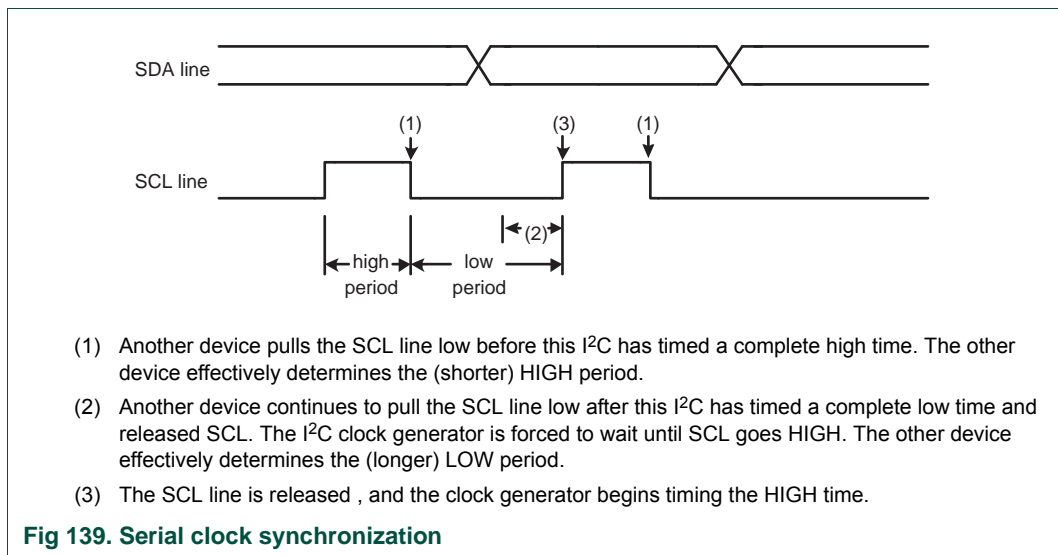 SDA line
(1)
(3)
(1)
SCL line
(2)
high
period
low
period
(1) Another device pulls the SCL line low before this I2C has timed a complete high time. The other
device effectively determines the (shorter) HIGH period.
(2) Another device continues to pull the SCL line low after this I2C has timed a complete low time and
released SCL. The I2C clock generator is forced to wait until SCL goes HIGH. The other device
effectively determines the (longer) LOW period.
(3) The SCL line is released , and the clock generator begins timing the HIGH time.
Fig 139. Serial clock synchronization